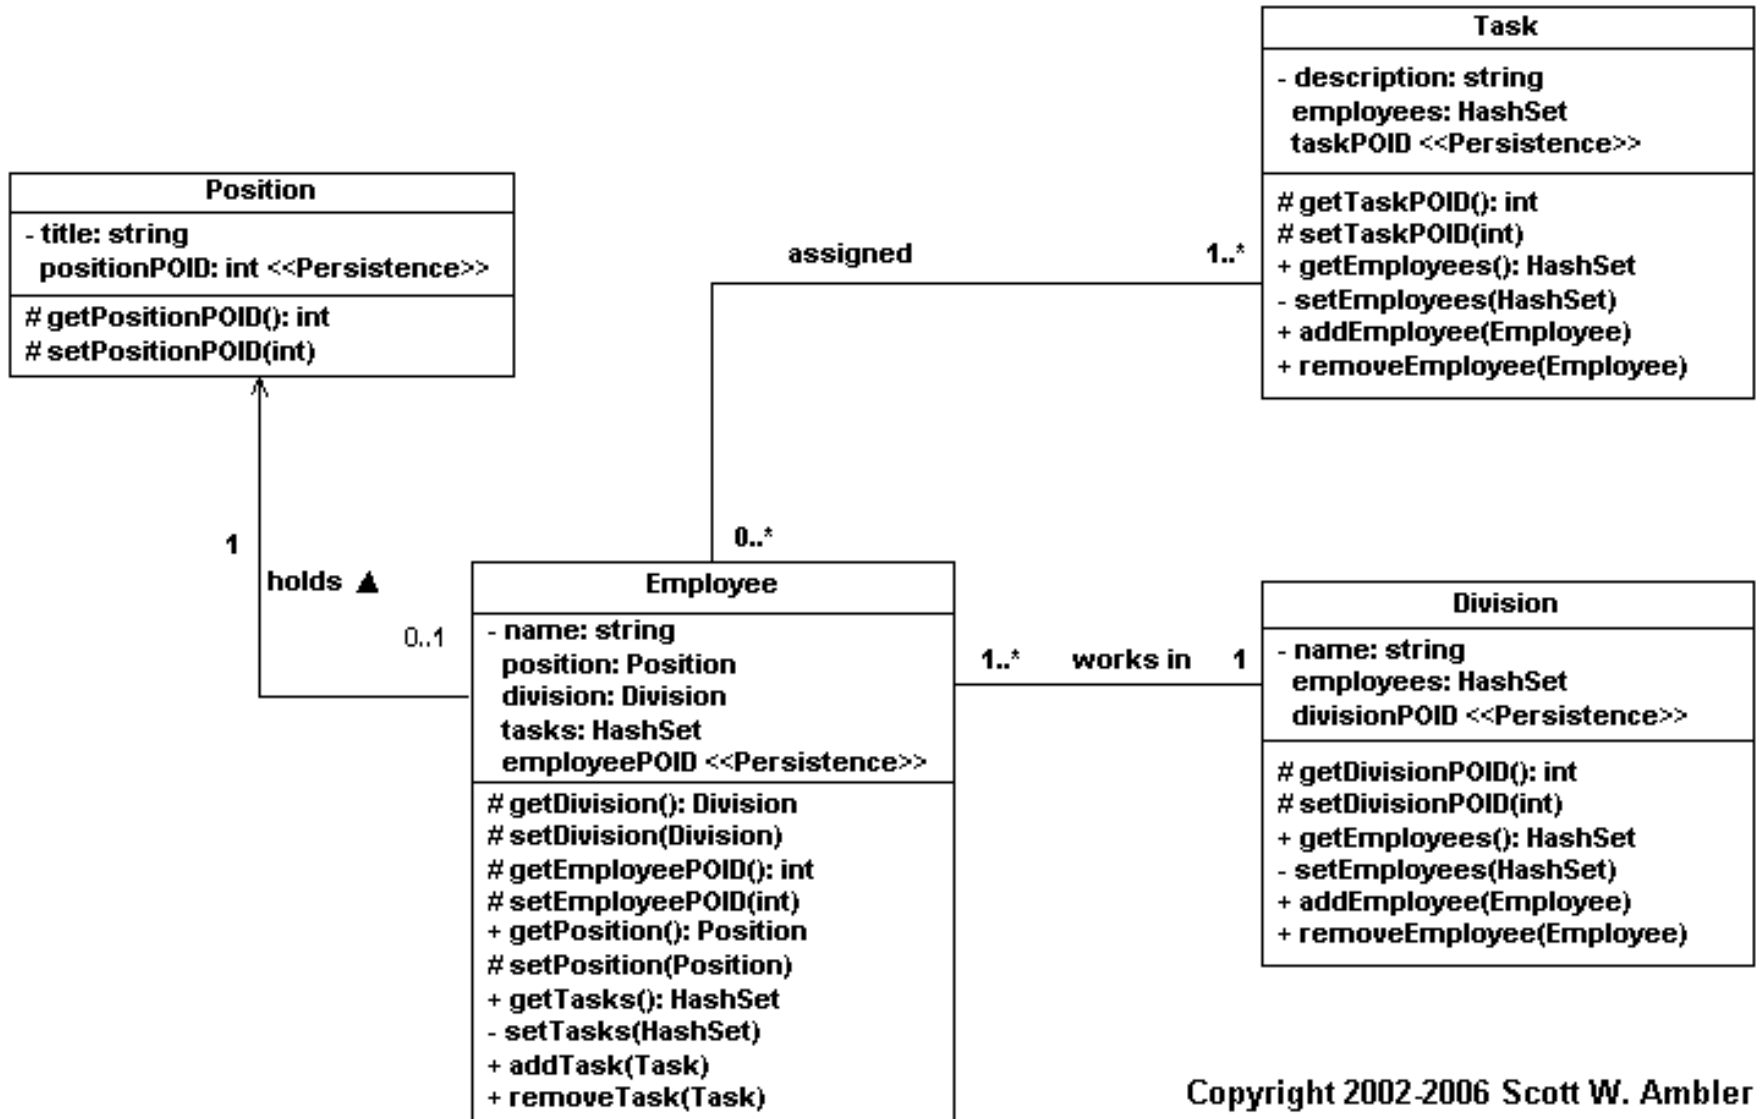 Task
- description: string
employees: HashSet
taskPOID <<Persistence>>
# getTaskPOID(): int
# setTaskPOID(int)
+ getEmployees(): HashSet
- setEmployees(HashSet)
+ addEmployee(Employee)
+ removeEmployee(Employee)
Position
- title: string
positionPOID: int <<Persistence>>
# getPositionPOID(): int
# setPositionPOID(int)
assigned
1..*
0..*
1
holds ▲
0..1
Employee
- name: string
position: Position
division: Division
tasks: HashSet
employeePOID <<Persistence>>
# getDivision(): Division
# setDivision(Division)
# getEmployeePOID(): int
# setEmployeePOID(int)
+ getPosition(): Position
# setPosition(Position)
+ getTasks(): HashSet
- setTasks(HashSet)
+ addTask(Task)
+ removeTask(Task)
1..* works in 1
Division
- name: string
employees: HashSet
divisionPOID <<Persistence>>
# getDivisionPOID(): int
# setDivisionPOID(int)
+ getEmployees(): HashSet
- setEmployees(HashSet)
+ addEmployee(Employee)
+ removeEmployee(Employee)
Copyright 2002-2006 Scott W. Ambler